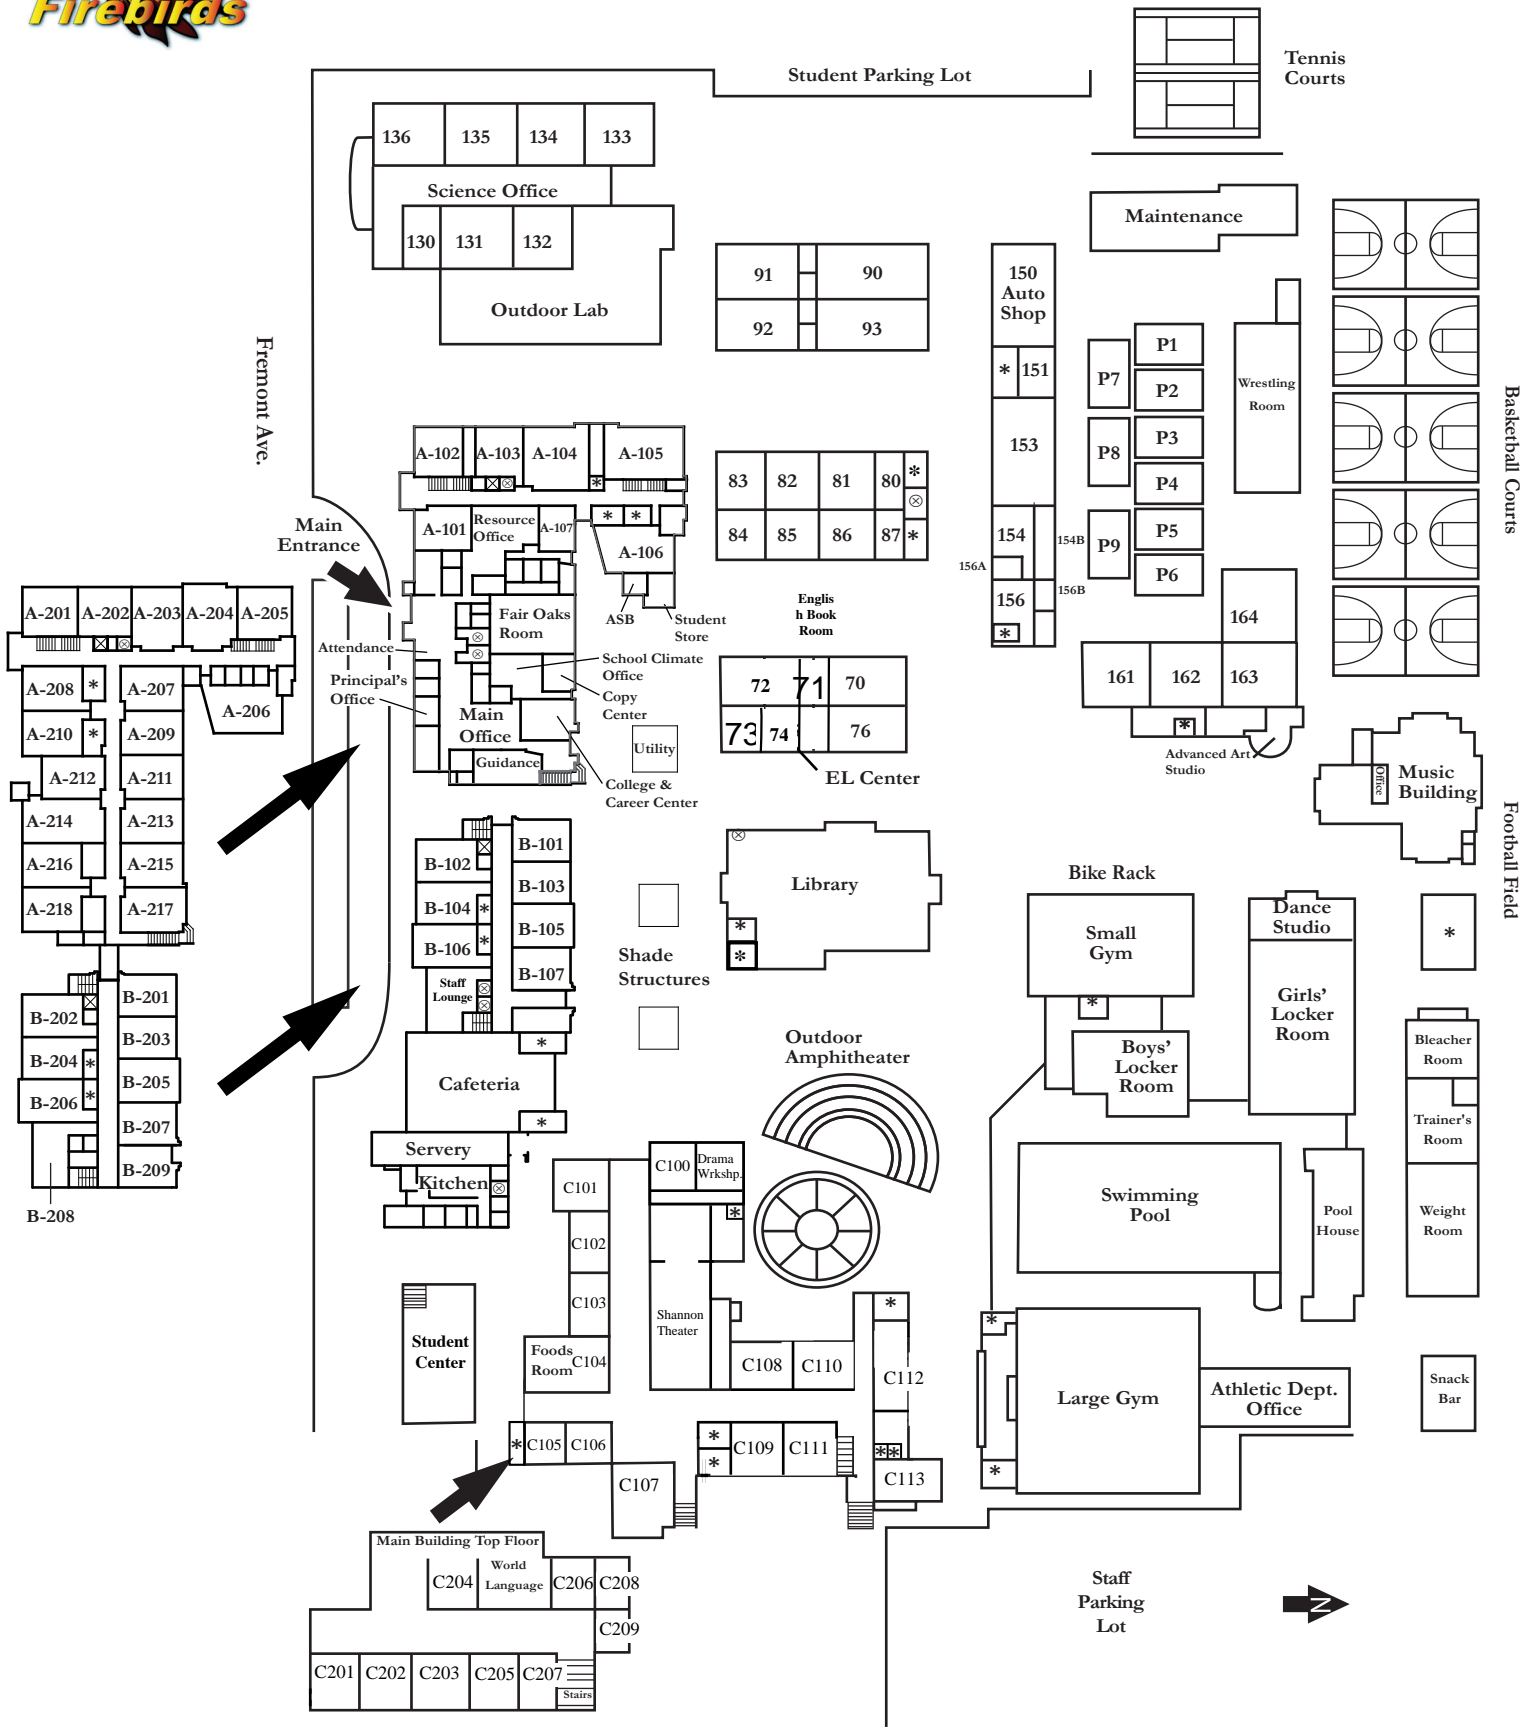 Firebirds
Student Parking Lot
Tennis
Courts
136
135
134
133
Science Office
130
131
132
Outdoor Lab
Maintenance
91
90
92
93
150
Auto
Shop
*
151
153
154
154B
156A
156
156B
*
P1
P2
P3
P4
P5
P6
P7
P8
P9
Wrestling
Room
Basketball Courts
Fremont Ave.
Main
Entrance
A-102
A-103
A-104
A-105
*
A-101
Resource
Office
A-107
*
*
A-106
ASB
Student
Store
Fair Oaks
Room
Attendance
Principal's
Office
School Climate
Office
Copy
Center
Main
Office
Guidance
College &
Career Center
Utility
83
82
81
80
*
84
85
86
87
*
Englis
h Book
Room
72
71
70
73
74
76
EL Center
164
161
162
163
*
Advanced Art
Studio
Office
Music
Building
Football Field
A-201
A-202
A-203
A-204
A-205
A-208
*
A-207
A-206
A-210
*
A-209
A-212
A-211
A-214
A-213
A-216
A-215
A-218
A-217
B-201
B-202
B-203
B-204
*
B-205
B-206
*
B-207
B-209
B-208
B-101
B-102
B-103
B-104
*
B-105
B-106
*
B-107
Staff
Lounge
Shade
Structures
Library
*
*
Bike Rack
Small
Gym
*
Dance
Studio
Girls'
Locker
Room
Boys'
Locker
Room
*
Bleacher
Room
Trainer's
Room
Weight
Room
*
Cafeteria
*
Servery
Kitchen
Outdoor
Amphitheater
Swimming
Pool
Pool
House
C100
Drama
Wrkshp.
*
C101
C102
C103
Shannon
Theater
Foods
Room
C104
Student
Center
C108
C110
*
C112
*
C105
C106
C107
*
*
C109
C111
**
C113
*
*
Large Gym
Athletic Dept.
Office
Snack
Bar
Main Building Top Floor
C204
World
Language
C206
C208
C209
C201
C202
C203
C205
C207
Stairs
Staff
Parking
Lot
N